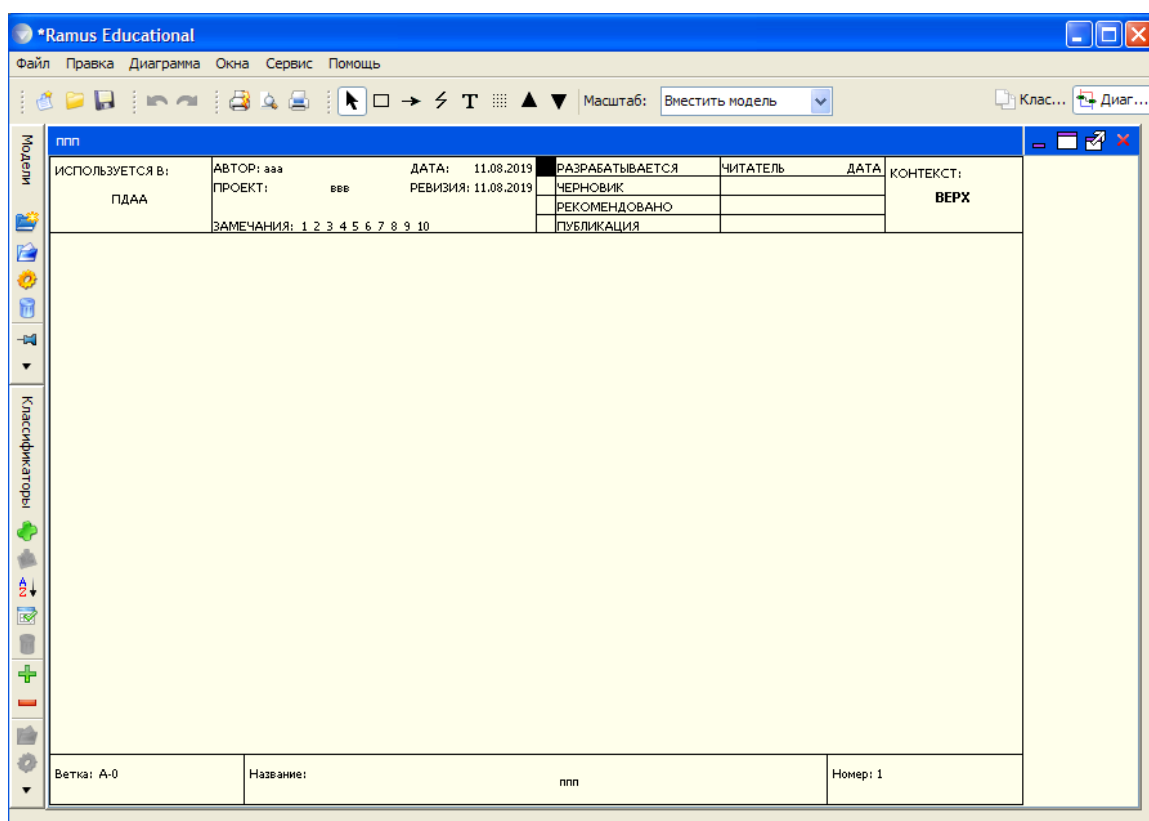 *Ramus Educational
Файл Правка Диаграмма Окна Сервис Помощь
T Масштаб: Вместить модель Клас... Диаг...
Модели
Классификаторы
ппп
ИСПОЛЬЗУЕТСЯ В:
ПДАА
АВТОР: ааа ДАТА: 11.08.2019
ПРОЕКТ: ввв РЕВИЗИЯ: 11.08.2019
ЗАМЕЧАНИЯ: 1 2 3 4 5 6 7 8 9 10
РАЗРАБАТЫВАЕТСЯ
ЧЕРНОВИК
РЕКОМЕНДОВАНО
ПУБЛИКАЦИЯ
ЧИТАТЕЛЬ ДАТА
КОНТЕКСТ:
ВЕРХ
Ветка: А-0
Название:
ппп
Номер: 1